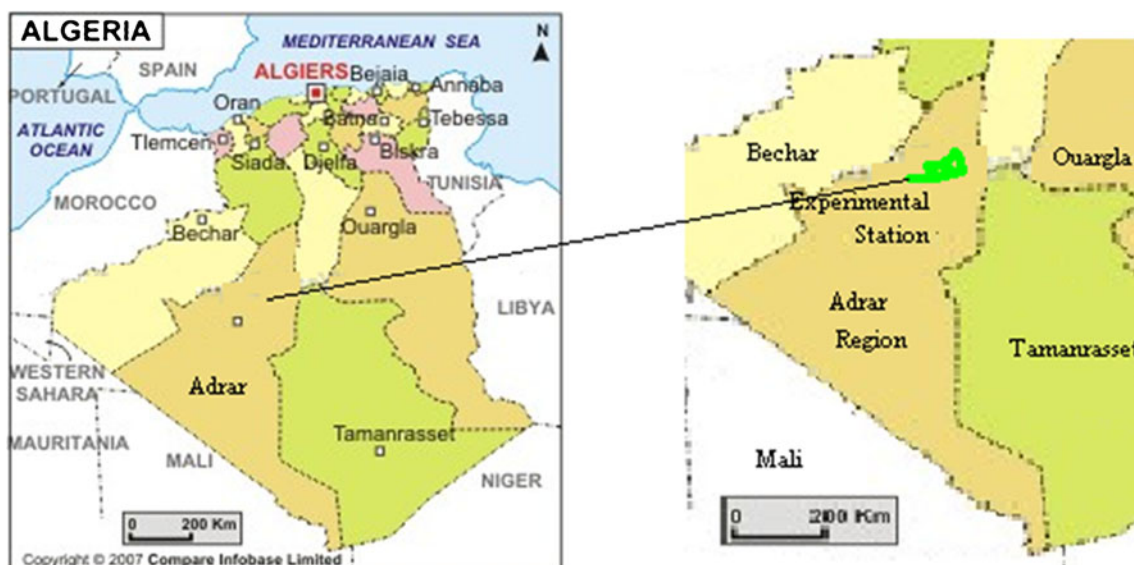 ALGERIA
MEDITERRANEAN SEA
N
SPAIN
PORTUGAL
ALGIERS
Bejaia
Annaba
Oran
ATLANTIC
OCEAN
Batna
Tebessa
Tlemcen
Siada
Djelfa
Biskra
TUNISIA
MOROCCO
Bechar
Ouargla
LIBYA
WESTERN
SAHARA
Adrar
MAURITANIA
Tamanrasset
MALI
NIGER
0 200 Km
Copyright © 2007 Compare Infobase Limited
Bechar
Ouargla
Experimental
Station
Adrar
Region
Tamanrasset
Mali
0 200 Km